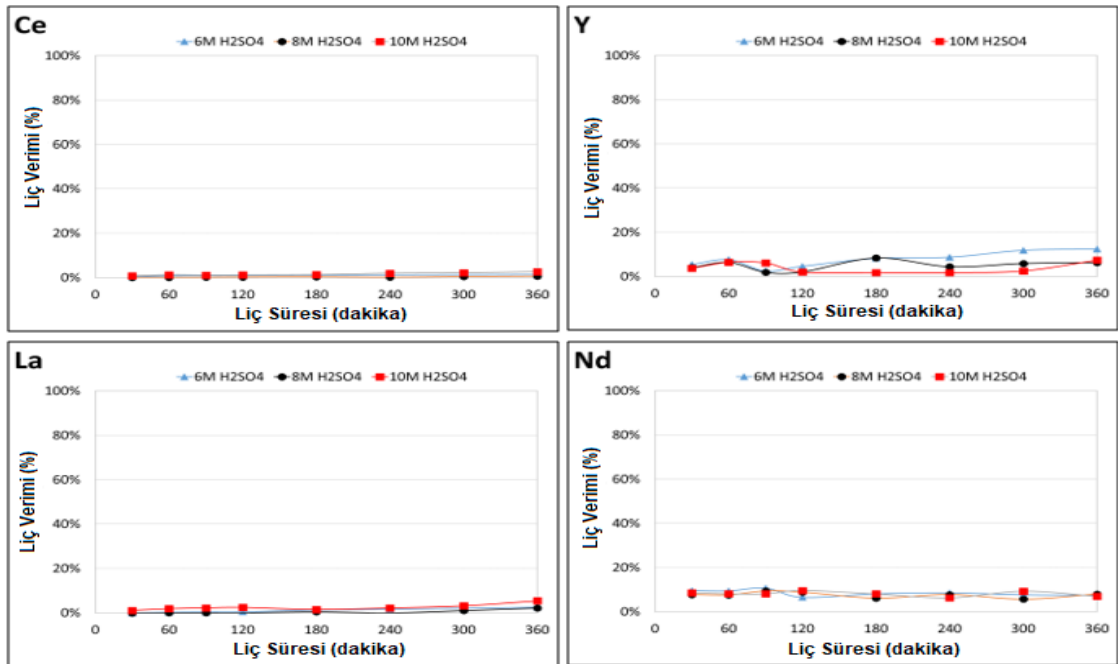 Ce
6M H2SO4 8M H2SO4 10M H2SO4
100%
80%
60%
40%
20%
0%
0 60 120 180 240 300 360
Liç Verimi (%)
Liç Süresi (dakika)
Y
6M H2SO4 8M H2SO4 10M H2SO4
100%
80%
60%
40%
20%
0%
0 60 120 180 240 300 360
Liç Verimi (%)
Liç Süresi (dakika)
La
6M H2SO4 8M H2SO4 10M H2SO4
100%
80%
60%
40%
20%
0%
0 60 120 180 240 300 360
Liç Verimi (%)
Liç Süresi (dakika)
Nd
6M H2SO4 8M H2SO4 10M H2SO4
100%
80%
60%
40%
20%
0%
0 60 120 180 240 300 360
Liç Verimi (%)
Liç Süresi (dakika)